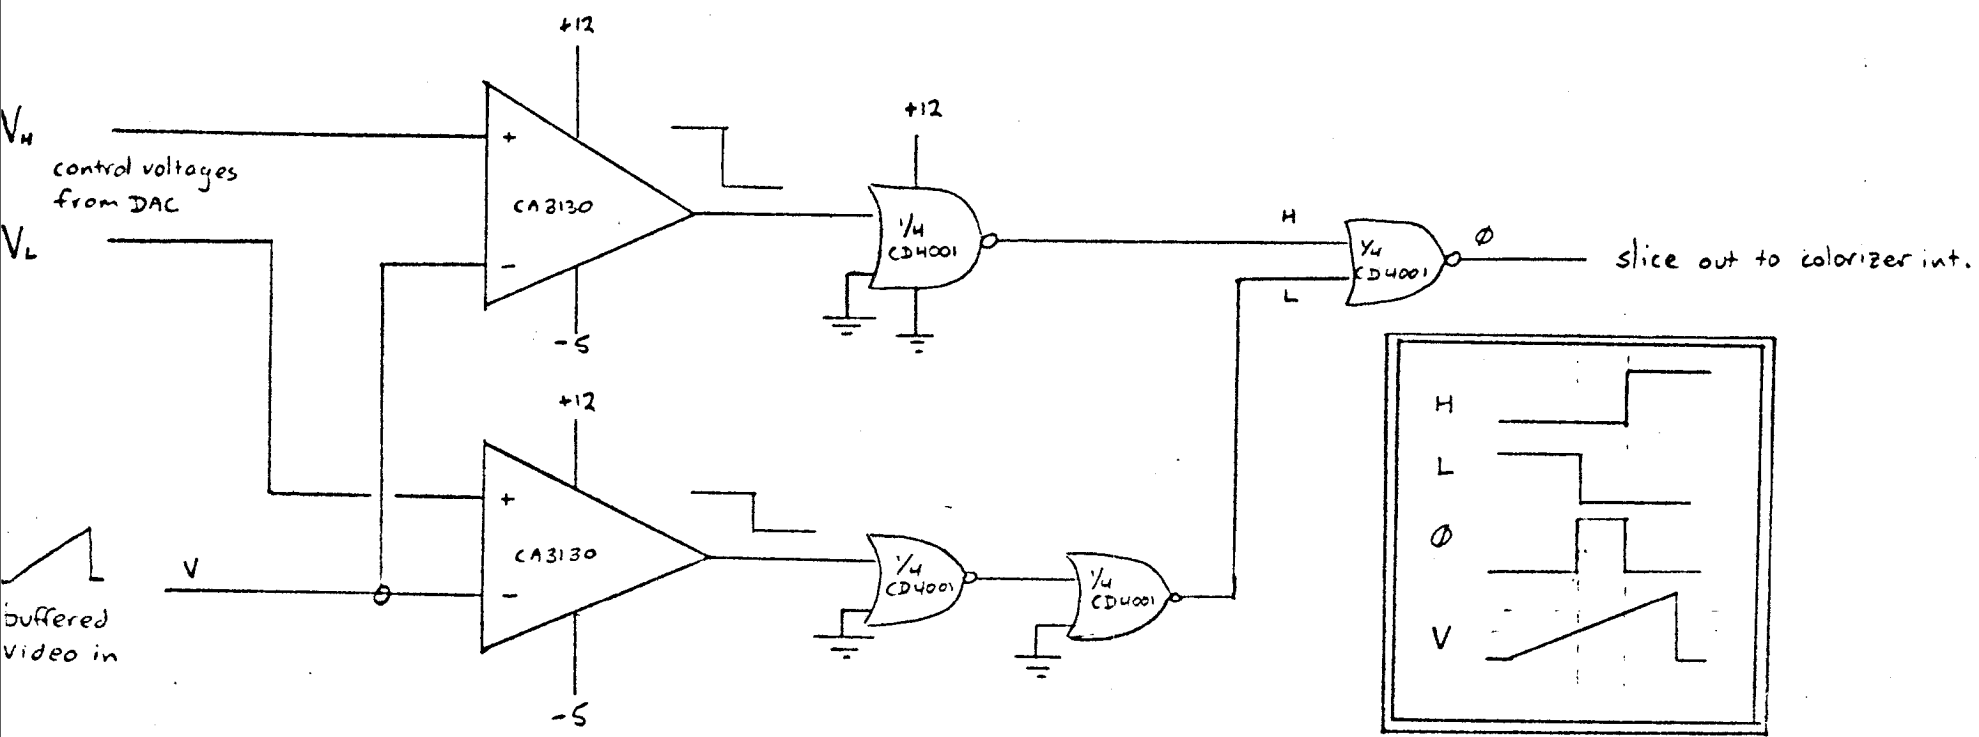 +12
V_H
control voltages
from DAC
V_L
+
CA3130
-
-5
+12
1/4
CD4001
H
L
1/4
CD4001
Ø
slice out to colorizer int.
+12
+
CA3130
-
-5
V
buffered
video in
1/4
CD4001
1/4
CD4001
H
L
Ø
V